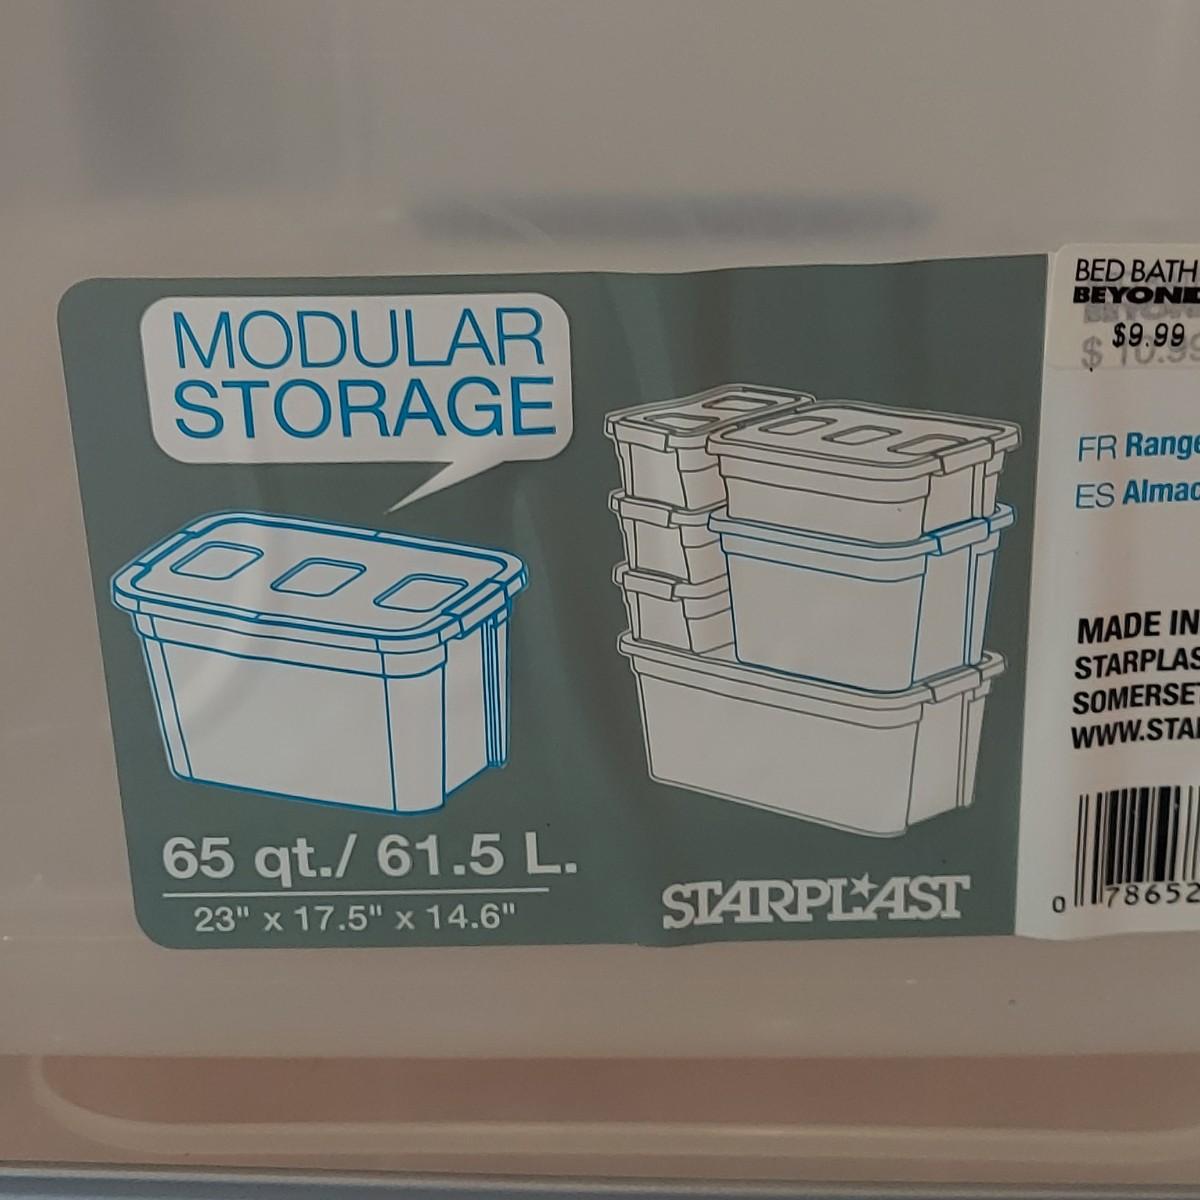 MODULAR
STORAGE
65 qt./ 61.5 L.
23" x 17.5" x 14.6"
STARPLAST
BED BATH
BEYOND
$9.99
FR Range
ES Almac
MADE IN
STARPLAS
SOMERSET
WWW.STAR
0 78652